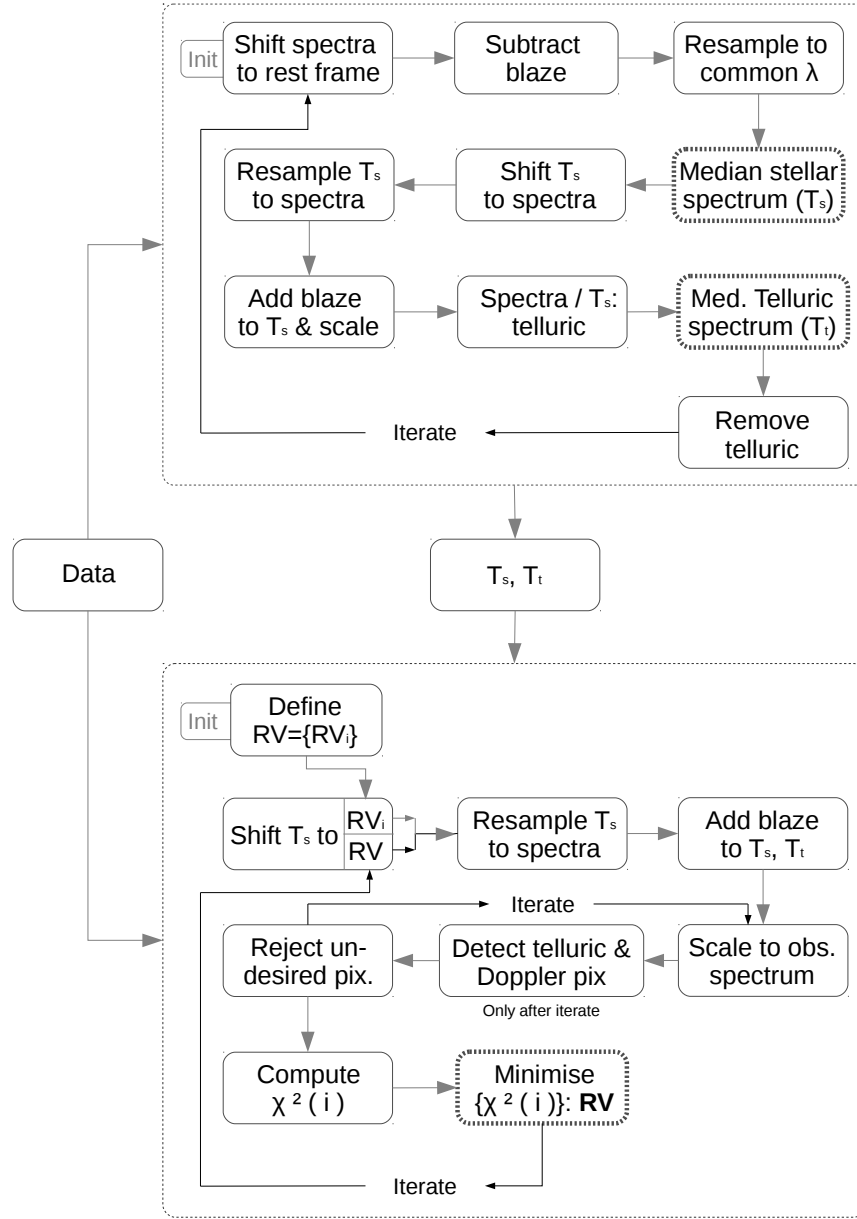 Init
Shift spectra
to rest frame
Subtract
blaze
Resample to
common λ
Resample Tₛ
to spectra
Shift Tₛ
to spectra
Median stellar
spectrum (Tₛ)
Add blaze
to Tₛ & scale
Spectra / Tₛ:
telluric
Med. Telluric
spectrum (Tₜ)
Iterate
Remove
telluric
Data
Tₛ, Tₜ
Init
Define
RV={RVᵢ}
Shift Tₛ to
RVᵢ
RV
Resample Tₛ
to spectra
Add blaze
to Tₛ, Tₜ
Iterate
Reject un-
desired pix.
Detect telluric &
Doppler pix
Only after iterate
Scale to obs.
spectrum
Compute
χ ² ( i )
Minimise
{χ ² ( i )}: RV
Iterate